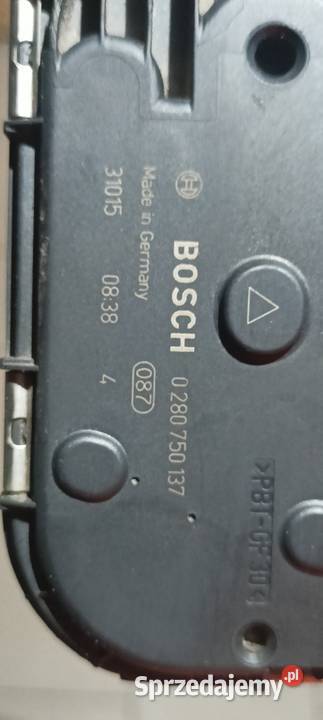 BOSCH 0 280 750 137
Made in Germany 087
31015 08:38 4
>PBT-GF30<
Sprzedajemy.pl